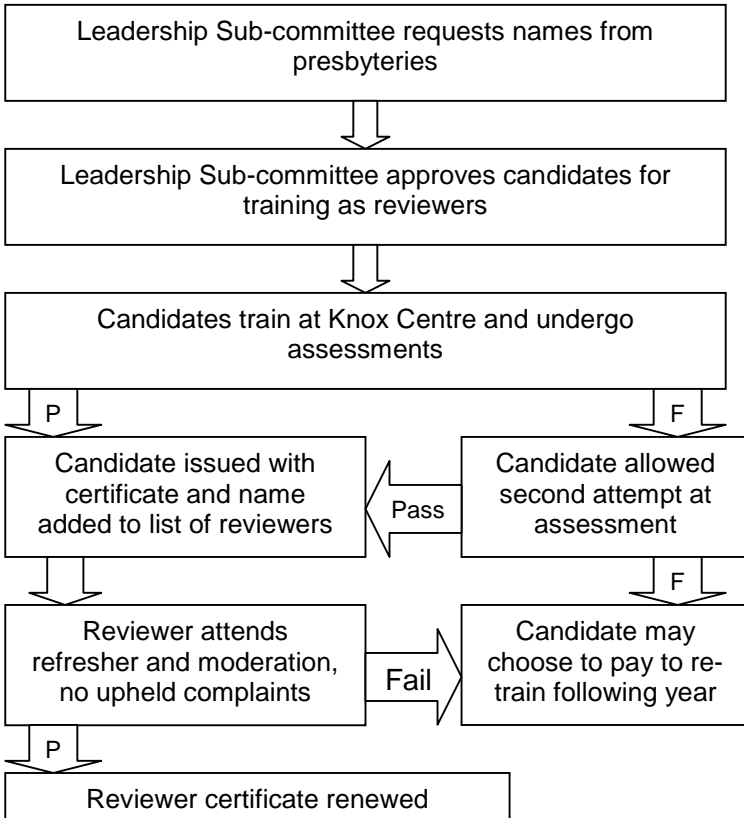 Leadership Sub-committee requests names from
presbyteries
Leadership Sub-committee approves candidates for
training as reviewers
Candidates train at Knox Centre and undergo
assessments
P
F
Candidate issued with
certificate and name
added to list of reviewers
Pass
Candidate allowed
second attempt at
assessment
F
Reviewer attends
refresher and moderation,
no upheld complaints
Fail
Candidate may
choose to pay to re-
train following year
P
Reviewer certificate renewed